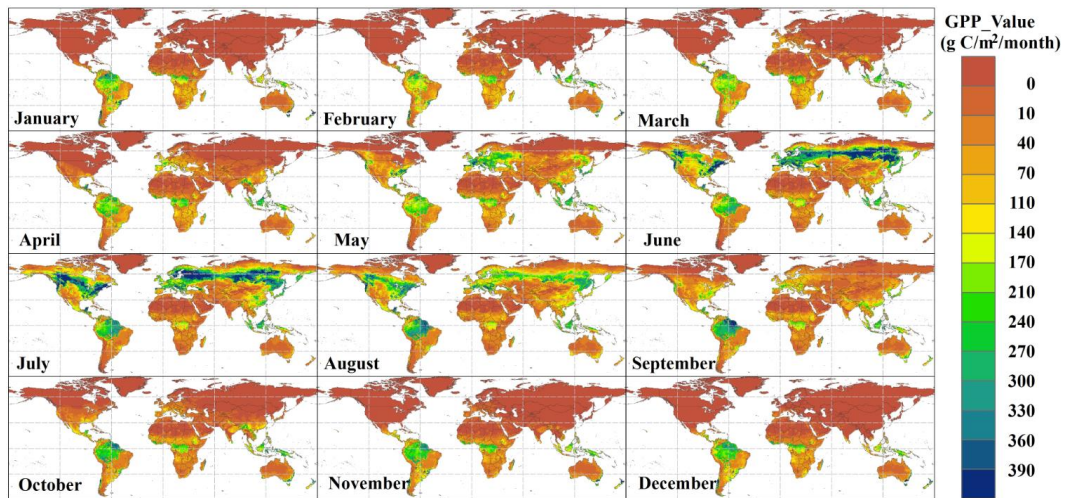 GPP_Value
(g C/m²/month)
January
February
March
April
May
June
July
August
September
October
November
December
0
10
40
70
110
140
170
210
240
270
300
330
360
390